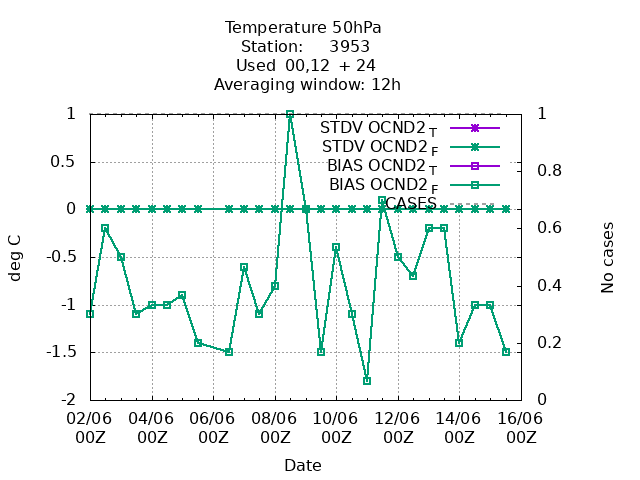 Temperature 50hPa
Station: 3953
Used 00,12 + 24
Averaging window: 12h
STDV OCND2 T
STDV OCND2 F
BIAS OCND2 T
BIAS OCND2 F
CASES
1
0.5
0
-0.5
-1
-1.5
-2
deg C
1
0.8
0.6
0.4
0.2
0
No cases
02/06 04/06 06/06 08/06 10/06 12/06 14/06 16/06
00Z 00Z 00Z 00Z 00Z 00Z 00Z 00Z
Date